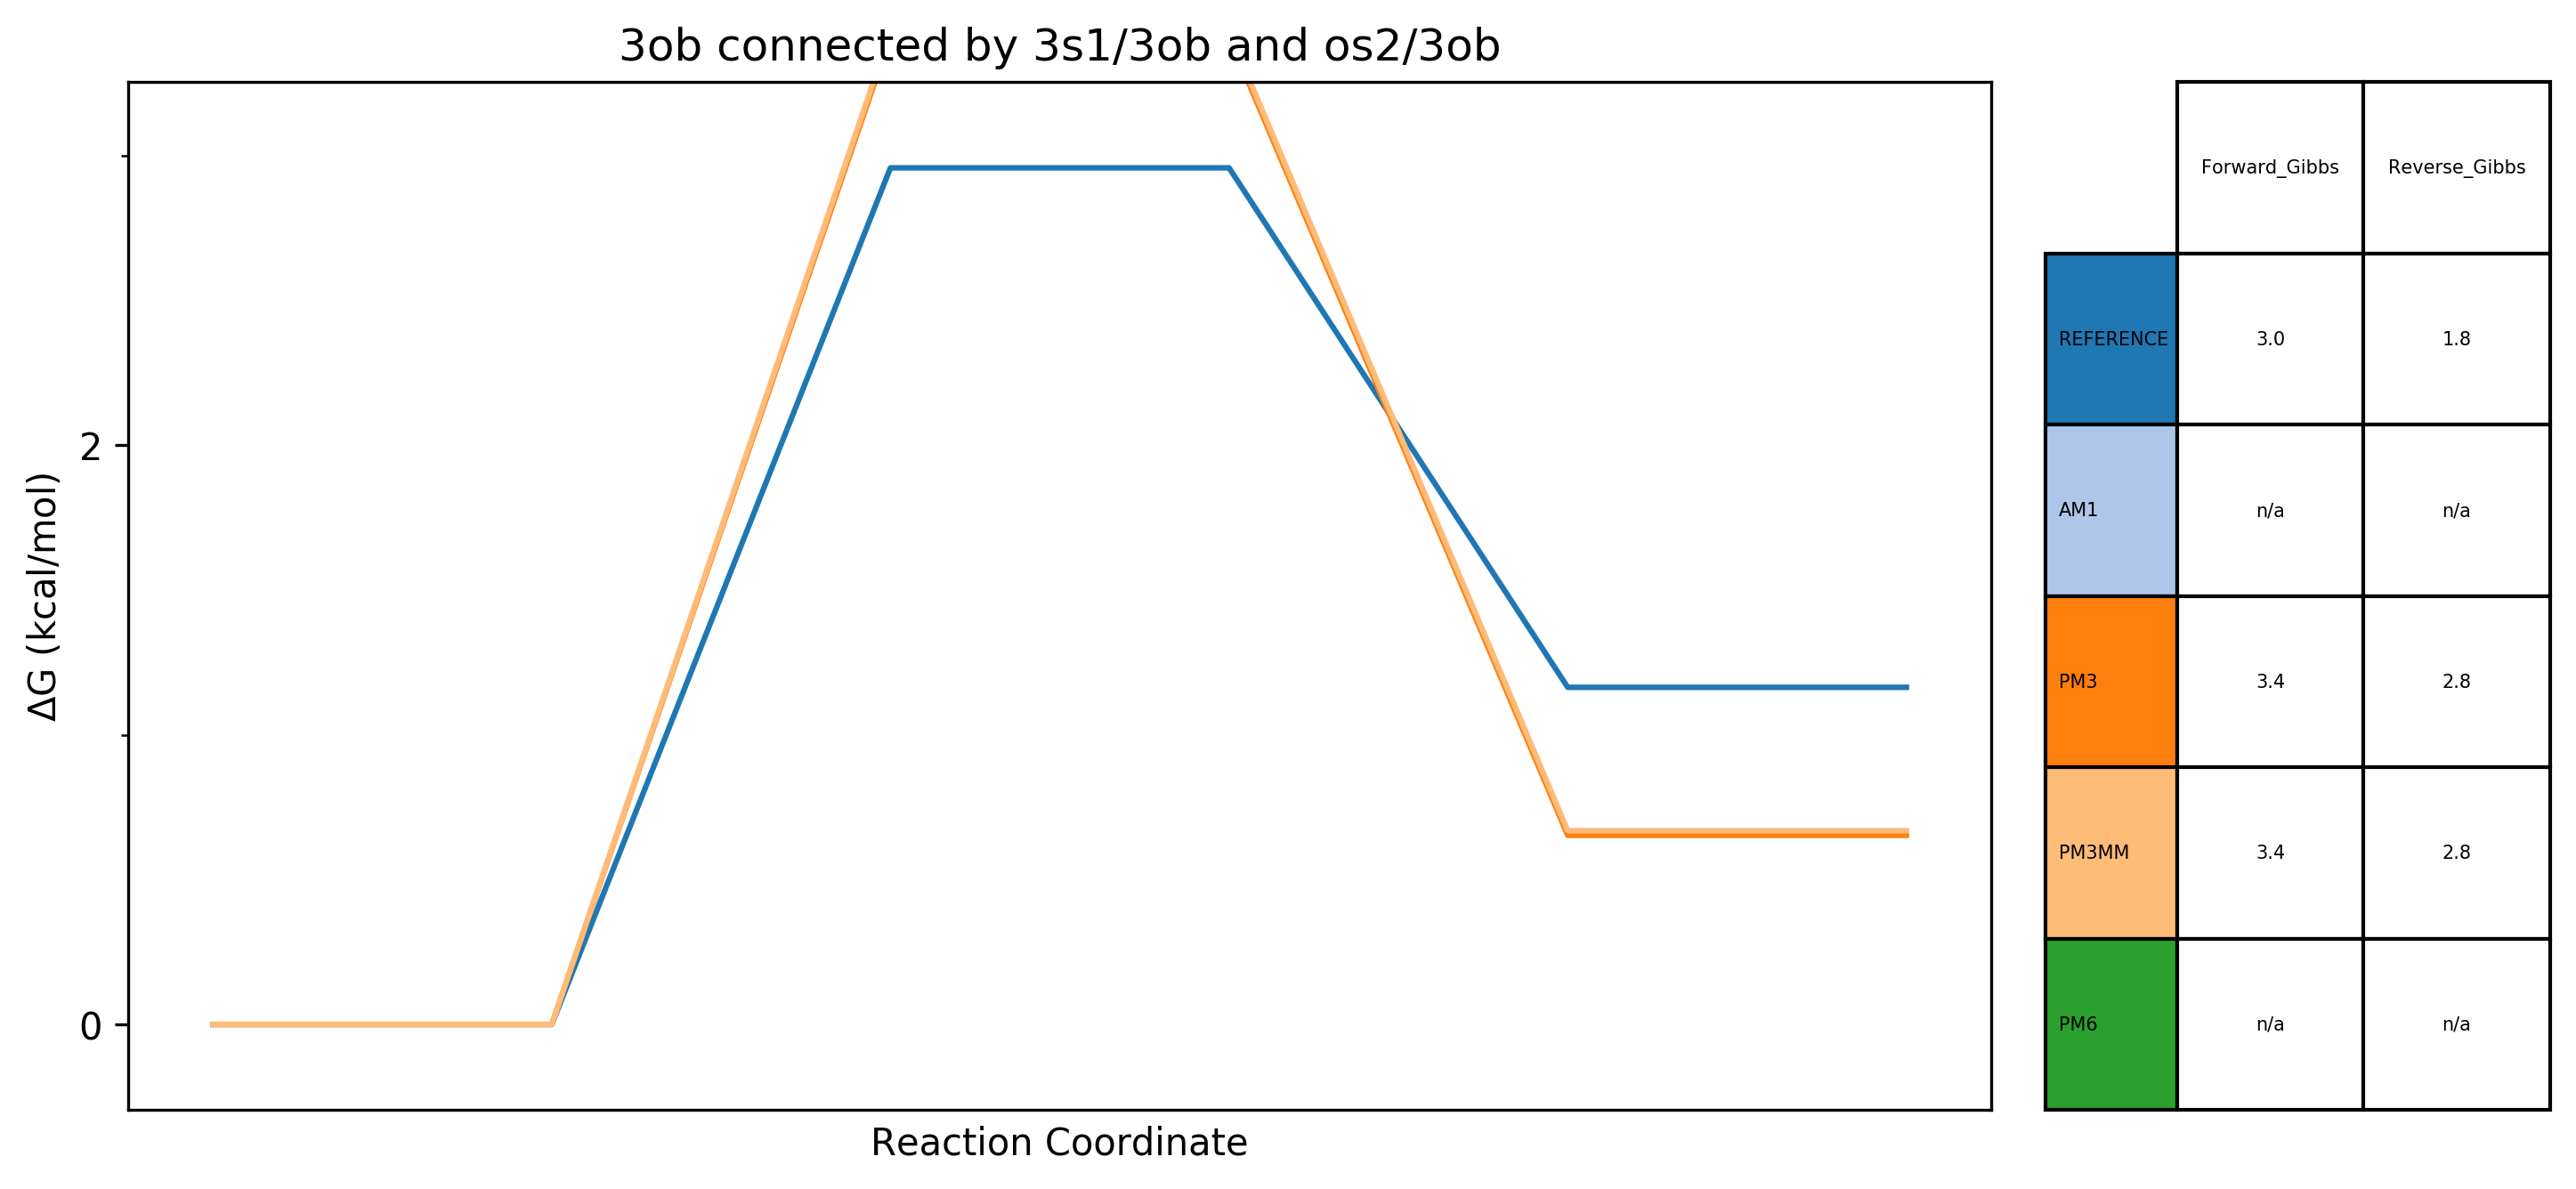 3ob connected by 3s1/3ob and os2/3ob
ΔG (kcal/mol)
2
0
Reaction Coordinate
Forward_Gibbs Reverse_Gibbs
REFERENCE 3.0 1.8
AM1 n/a n/a
PM3 3.4 2.8
PM3MM 3.4 2.8
PM6 n/a n/a